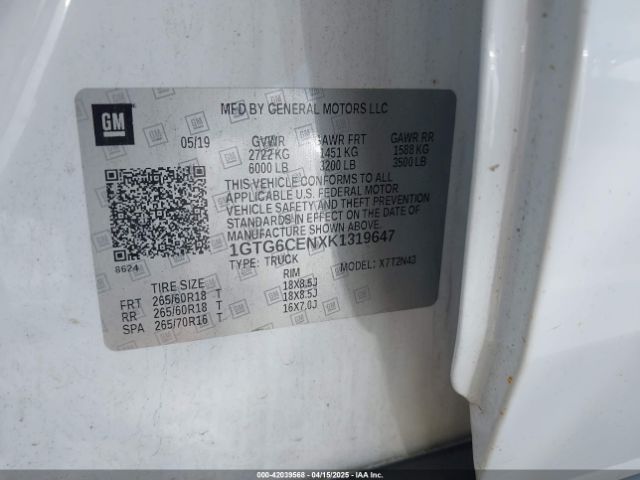 GM
MFD BY GENERAL MOTORS LLC
05/19 GVWR GAWR FRT GAWR RR
2722 KG 1451 KG 1588 KG
6000 LB 3200 LB 3500 LB
THIS VEHICLE CONFORMS TO ALL
APPLICABLE U.S. FEDERAL MOTOR
VEHICLE SAFETY AND THEFT PREVENTION
STANDARDS IN EFFECT ON THE DATE OF
MANUFACTURE SHOWN ABOVE.
1GTG6CENXK1319647
8624
TYPE: TRUCK MODEL: X7T2N43
TIRE SIZE RIM
FRT 265/60R18 T 18X8.5J
RR 265/60R18 T 18X8.5J
SPA 265/70R16 T 16X7.0J
000-42039568 - 04/15/2025 - IAAI.COM